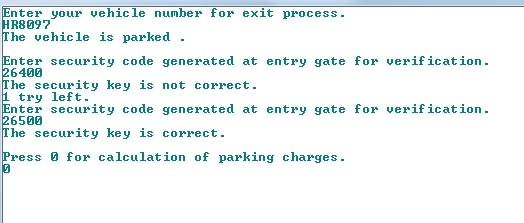 Enter your vehicle number for exit process.
HR8097
The vehicle is parked .
Enter security code generated at entry gate for verification.
26400
The security key is not correct.
1 try left.
Enter security code generated at entry gate for verification.
26500
The security key is correct.
Press 0 for calculation of parking charges.
0